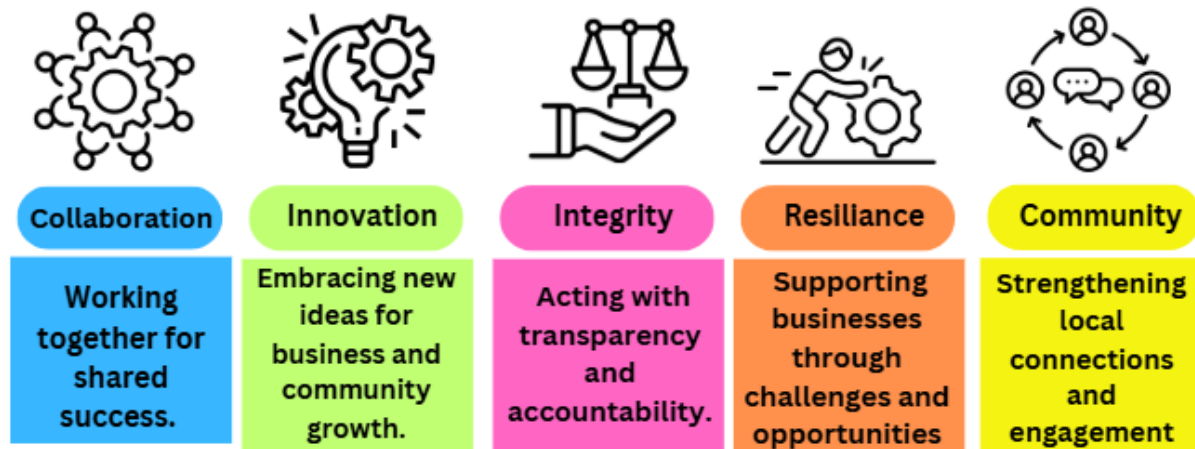 Collaboration
Working
together for
shared
success.
Innovation
Embracing new
ideas for
business and
community
growth.
Integrity
Acting with
transparency
and
accountability.
Resiliance
Supporting
businesses
through
challenges and
opportunities
Community
Strengthening
local
connections
and
engagement